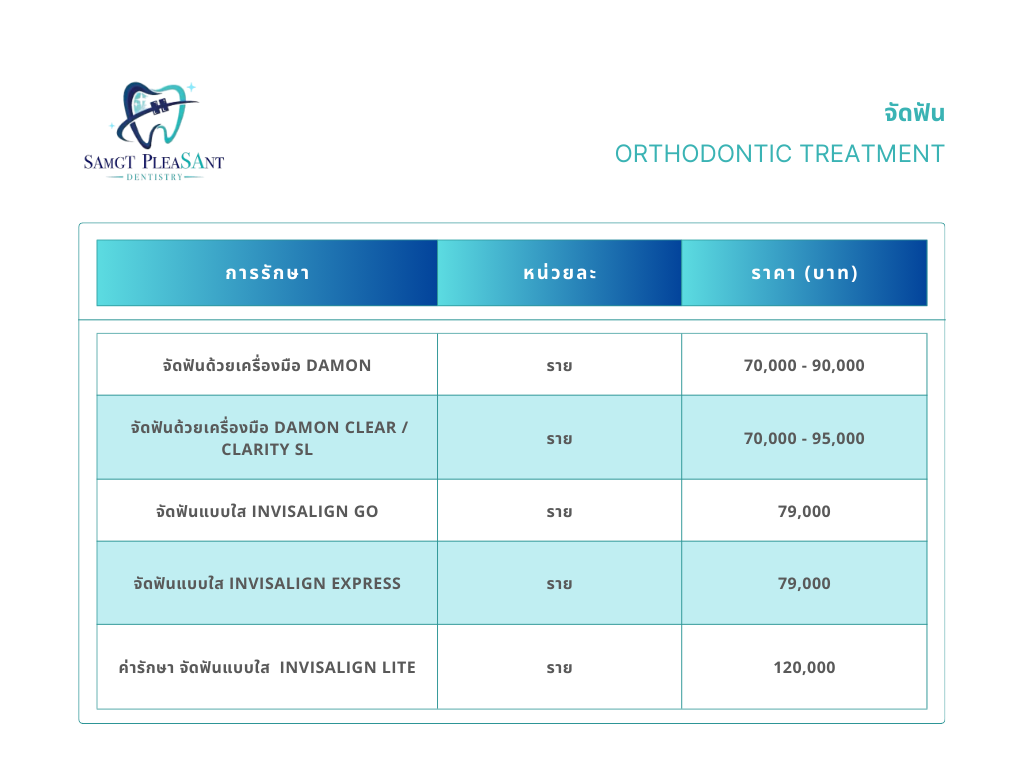 จัดฟัน
SAMGT PLEASANT
DENTISTRY
ORTHODONTIC TREATMENT
การรักษา หน่วยละ ราคา (บาท)
จัดฟันด้วยเครื่องมือ DAMON ราย 70,000 - 90,000
จัดฟันด้วยเครื่องมือ DAMON CLEAR /
CLARITY SL ราย 70,000 - 95,000
จัดฟันแบบใส INVISALIGN GO ราย 79,000
จัดฟันแบบใส INVISALIGN EXPRESS ราย 79,000
ค่ารักษา จัดฟันแบบใส INVISALIGN LITE ราย 120,000